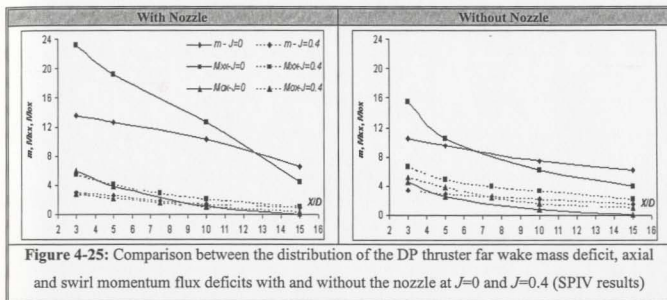 With Nozzle
Without Nozzle
24
20
16
12
8
4
0
m, Mxx, Mox
m - J=0
m - J=0.4
Mxx-J=0
Mxx-J=0.4
Mox-J=0
Mox-J=0.4
X/D
2 3 4 5 6 7 8 9 10 11 12 13 14 15 16
24
20
16
12
8
4
0
m, Mxx, Mox
X/D
2 3 4 5 6 7 8 9 10 11 12 13 14 15 16
Figure 4-25: Comparison between the distribution of the DP thruster far wake mass deficit, axial
and swirl momentum flux deficits with and without the nozzle at J=0 and J=0.4 (SPIV results)